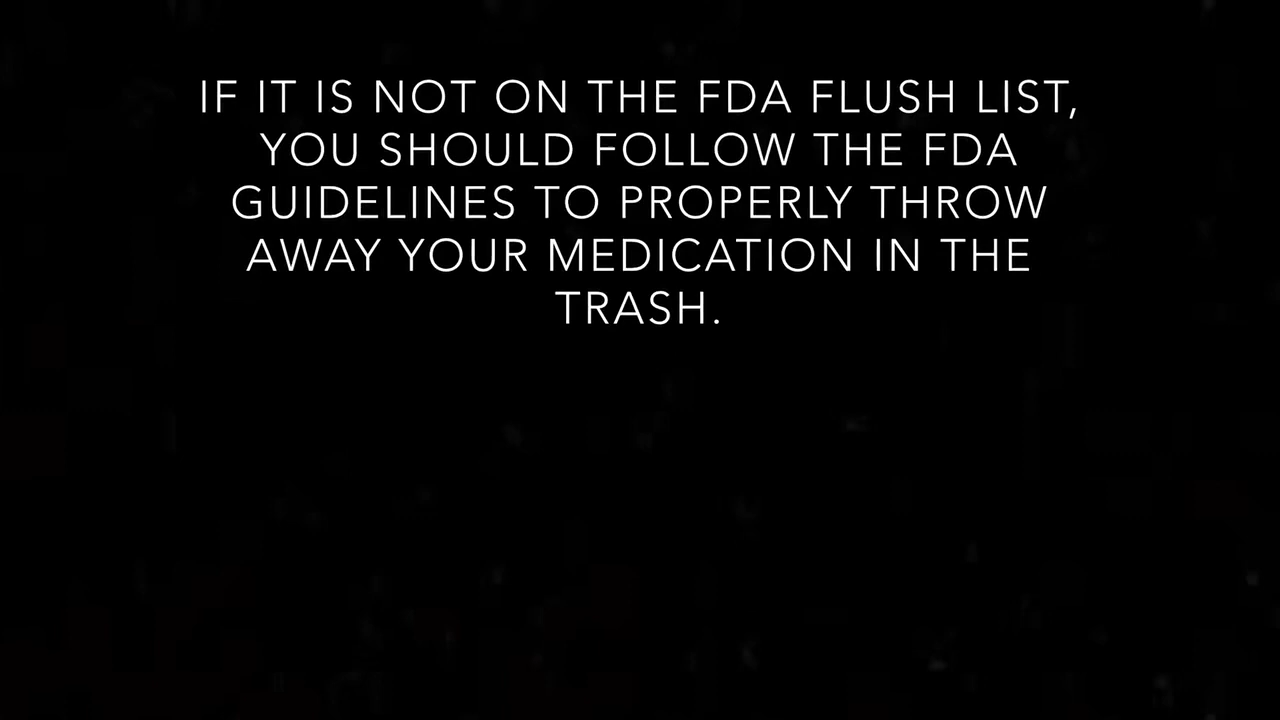 IF IT IS NOT ON THE FDA FLUSH LIST,
YOU SHOULD FOLLOW THE FDA
GUIDELINES TO PROPERLY THROW
AWAY YOUR MEDICATION IN THE
TRASH.